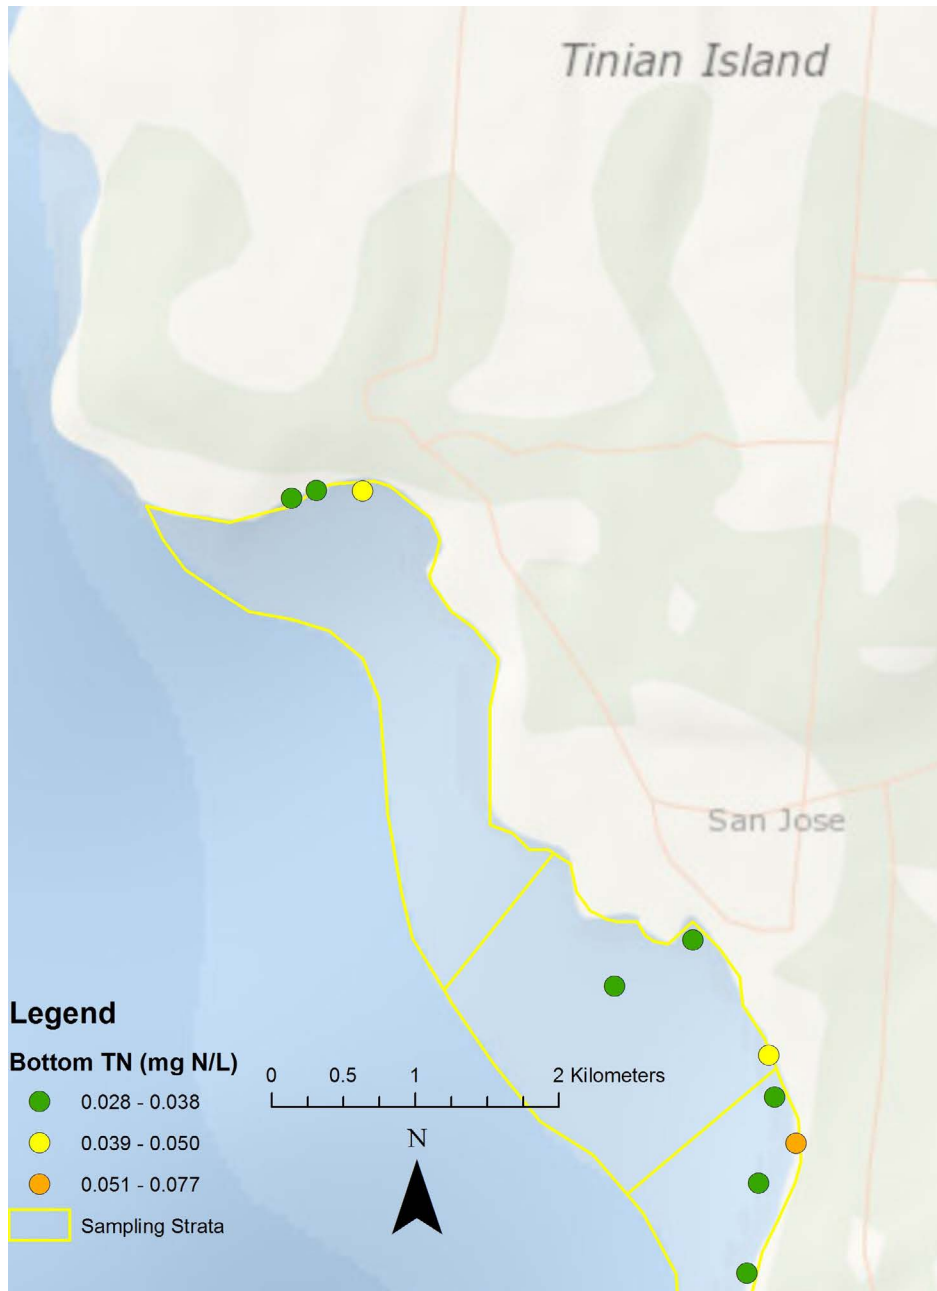 Tinian Island
San Jose
Legend
Bottom TN (mg N/L)
0.028 - 0.038
0.039 - 0.050
0.051 - 0.077
Sampling Strata
0 0.5 1 2 Kilometers
N